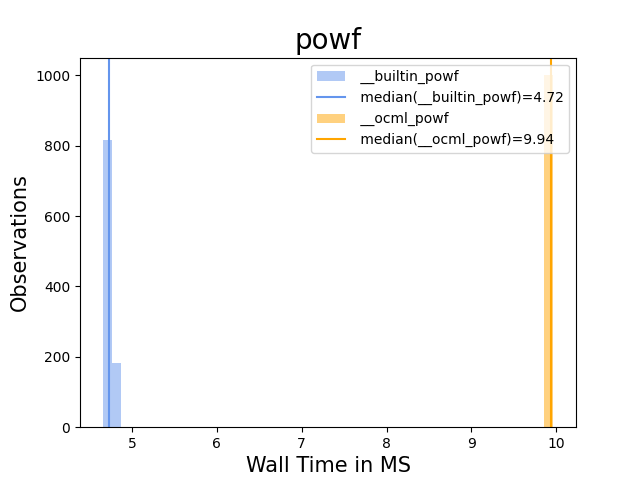 powf
__builtin_powf
median(__builtin_powf)=4.72
__ocml_powf
median(__ocml_powf)=9.94
1000
800
600
400
200
0
Observations
5 6 7 8 9 10
Wall Time in MS